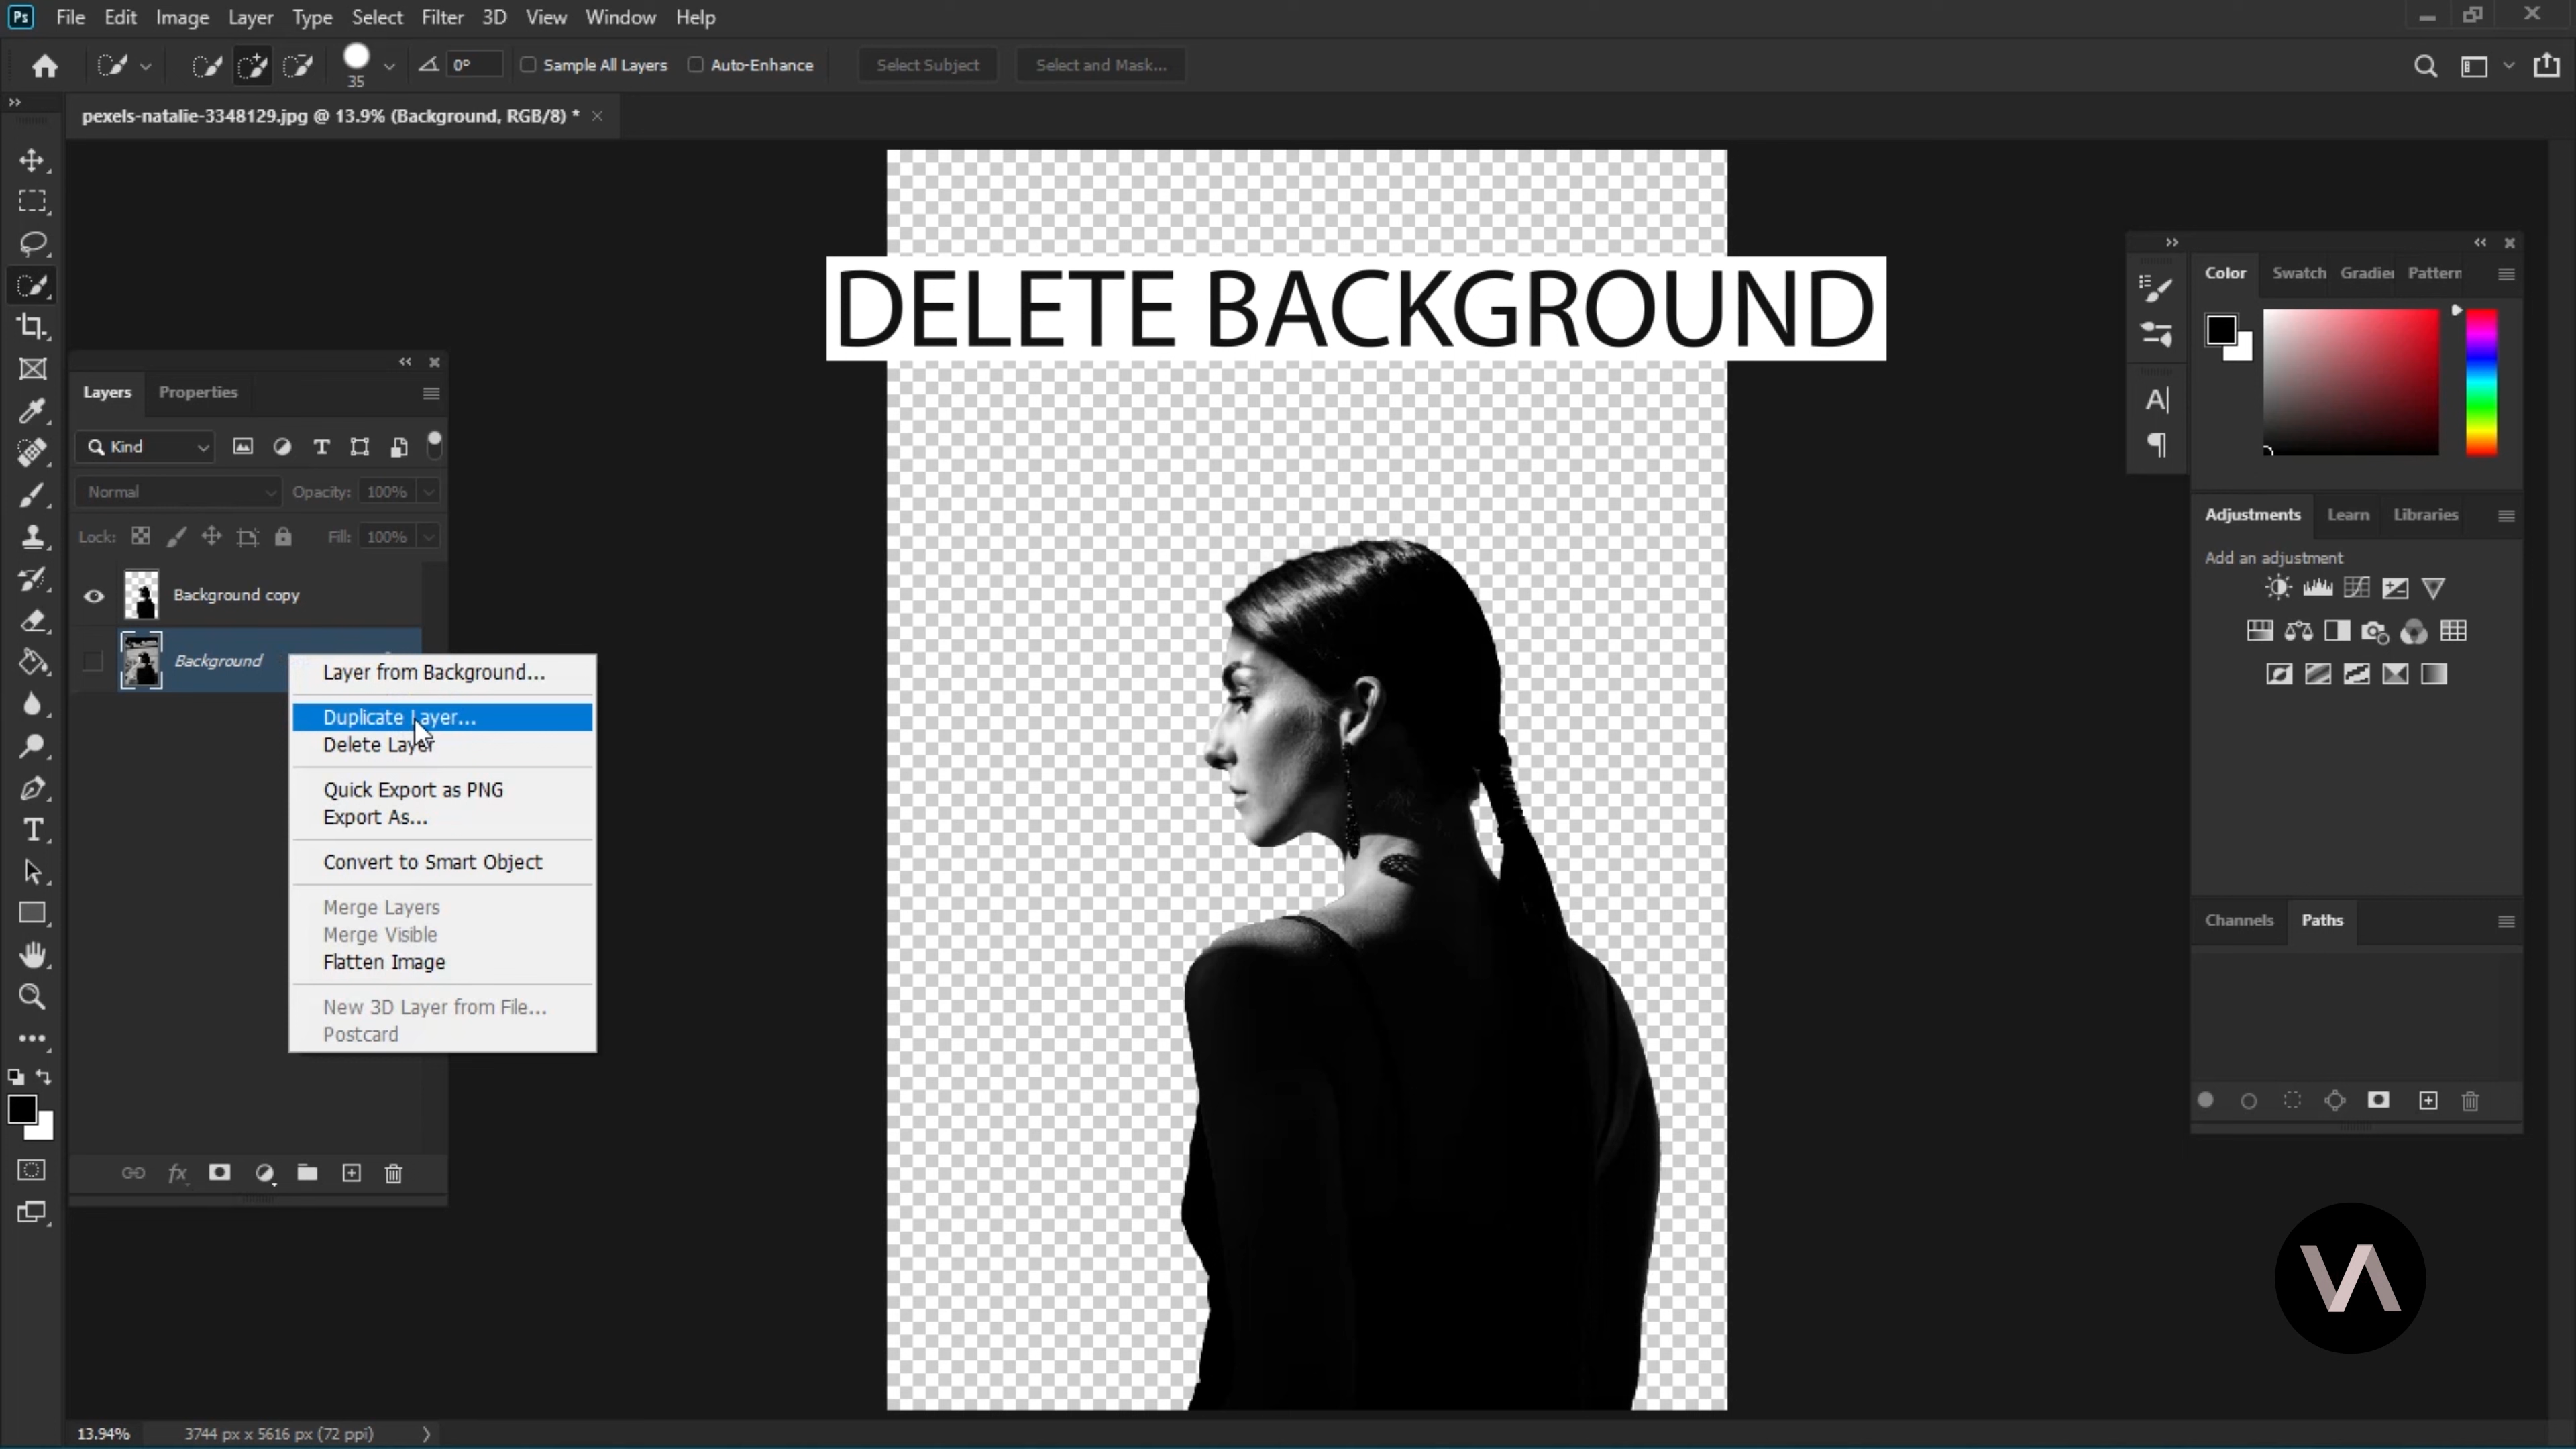 Ps File Edit Image Layer Type Select Filter 3D View Window Help
35 0° Sample All Layers Auto-Enhance Select Subject Select and Mask...
pexels-natalie-3348129.jpg @ 13.9% (Background, RGB/8) *
DELETE BACKGROUND
Layers Properties
Kind
Normal Opacity: 100%
Lock: Fill: 100%
Background copy
Background
Layer from Background...
Duplicate Layer...
Delete Layer
Quick Export as PNG
Export As...
Convert to Smart Object
Merge Layers
Merge Visible
Flatten Image
New 3D Layer from File...
Postcard
fx
Color Swatch Gradie Pattern
Adjustments Learn Libraries
Add an adjustment
Channels Paths
VA
13.94% 3744 px x 5616 px (72 ppi)